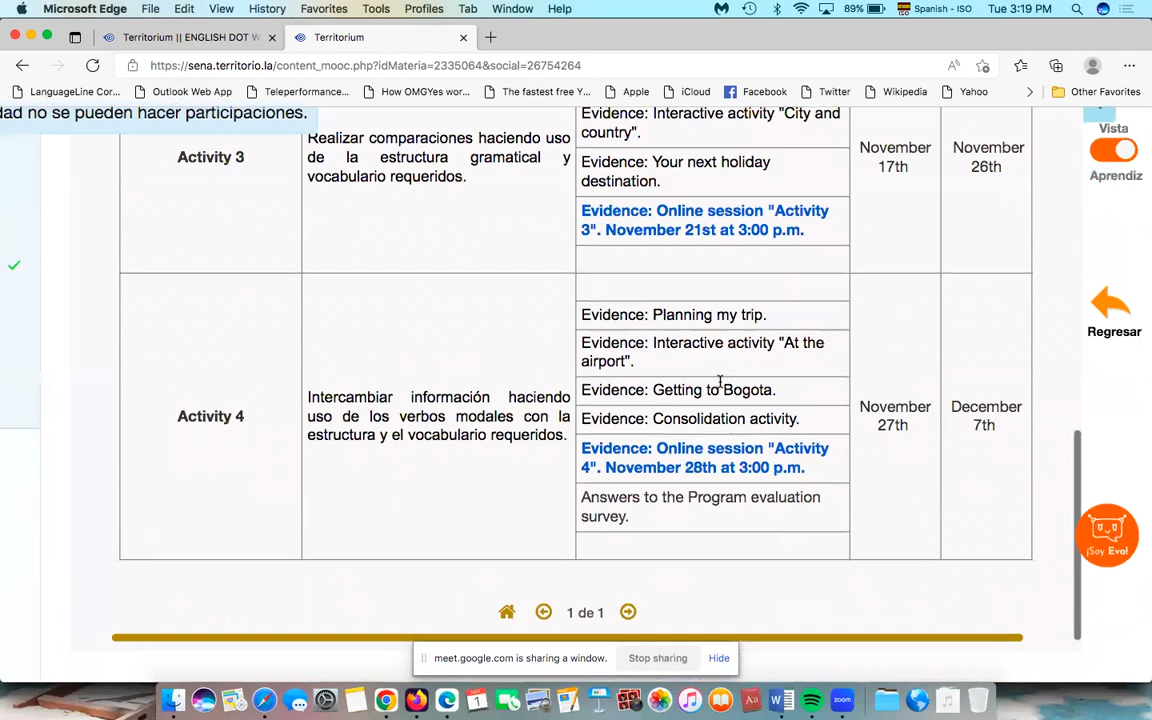 Microsoft Edge File Edit View History Favorites Tools Profiles Tab Window Help 89% Spanish - ISO Tue 3:19 PM
Territorium || ENGLISH DOT W
Territorium
https://sena.territorio.la/content_mooc.php?idMateria=2335064&social=26754264
LanguageLine Cor... Outlook Web App Teleperformance... How OMGYes wor... The fastest free Y... Apple iCloud Facebook Twitter Wikipedia Yahoo Other Favorites
dad no se pueden hacer participaciones.
Activity 3
Realizar comparaciones haciendo uso
de la estructura gramatical y
vocabulario requeridos.
Evidence: Interactive activity "City and
country".
Evidence: Your next holiday
destination.
Evidence: Online session "Activity
3". November 21st at 3:00 p.m.
November
17th
November
26th
Activity 4
Intercambiar información haciendo
uso de los verbos modales con la
estructura y el vocabulario requeridos.
Evidence: Planning my trip.
Evidence: Interactive activity "At the
airport".
Evidence: Getting to Bogota.
Evidence: Consolidation activity.
Evidence: Online session "Activity
4". November 28th at 3:00 p.m.
Answers to the Program evaluation
survey.
November
27th
December
7th
Vista
Aprendiz
Regresar
¡Soy Eva!
1 de 1
meet.google.com is sharing a window. Stop sharing Hide